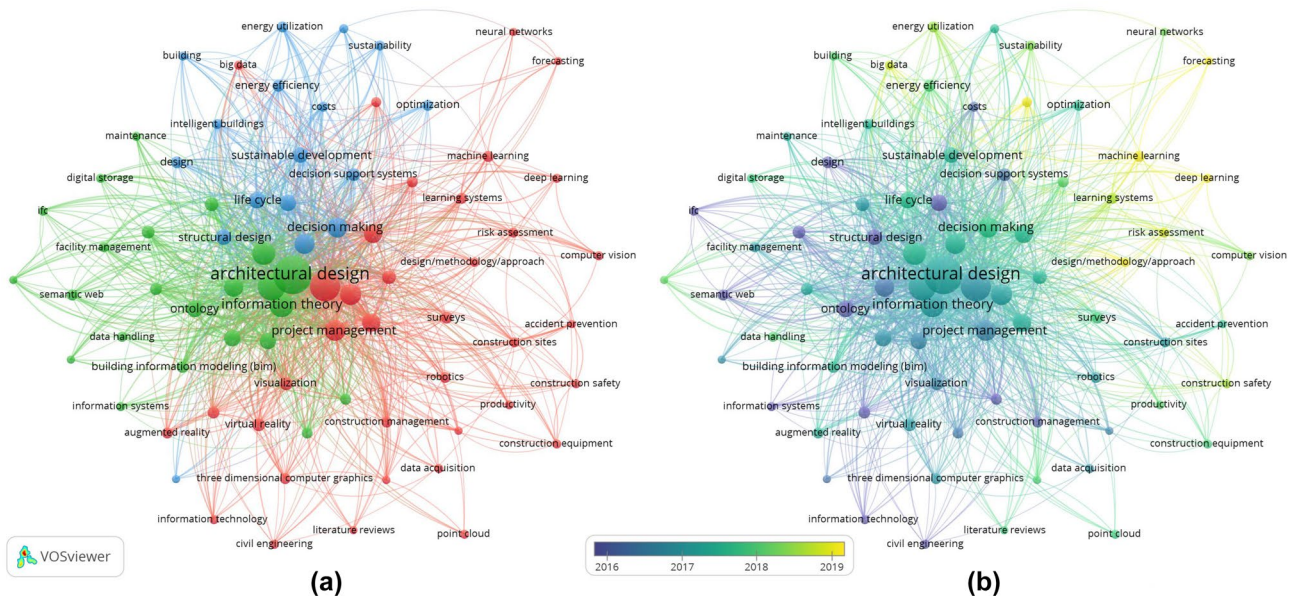 energy utilization
neural networks
sustainability
building
big data
forecasting
energy efficiency
costs
optimization
intelligent buildings
maintenance
sustainable development
machine learning
design
decision support systems
digital storage
deep learning
learning systems
life cycle
ifc
decision making
risk assessment
structural design
facility management
computer vision
design/methodology/approach
architectural design
semantic web
information theory
ontology
surveys
accident prevention
project management
data handling
construction sites
building information modeling (bim)
robotics
visualization
construction safety
information systems
productivity
virtual reality
construction management
augmented reality
construction equipment
data acquisition
three dimensional computer graphics
information technology
literature reviews
point cloud
civil engineering
VOSviewer
(a)
energy utilization
neural networks
sustainability
building
big data
forecasting
energy efficiency
costs
optimization
intelligent buildings
maintenance
sustainable development
machine learning
design
decision support systems
digital storage
deep learning
learning systems
life cycle
ifc
decision making
risk assessment
structural design
facility management
computer vision
design/methodology/approach
architectural design
semantic web
information theory
ontology
surveys
accident prevention
project management
data handling
construction sites
building information modeling (bim)
robotics
visualization
construction safety
information systems
productivity
virtual reality
construction management
augmented reality
construction equipment
data acquisition
three dimensional computer graphics
information technology
literature reviews
point cloud
civil engineering
2016 2017 2018 2019
(b)